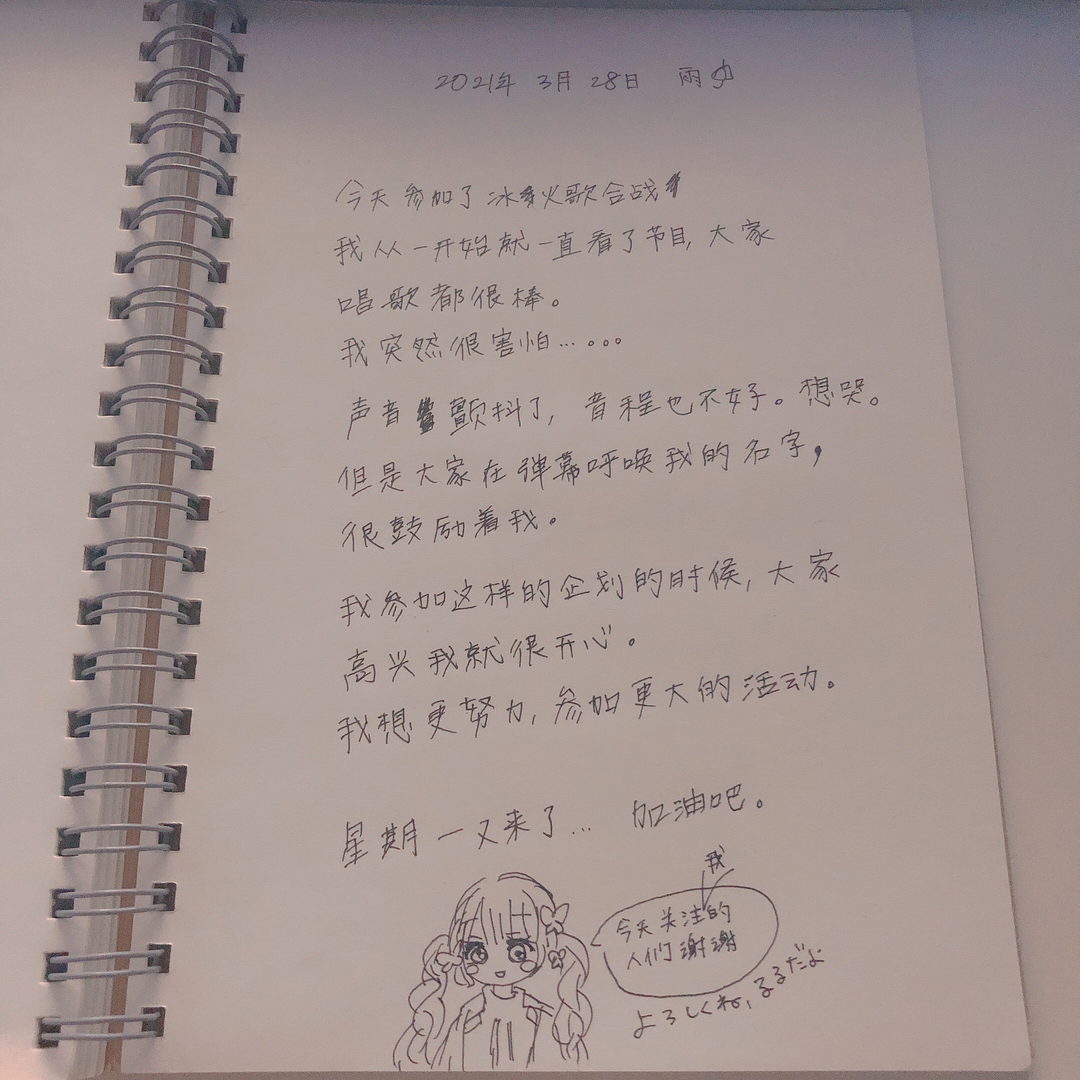 2021年 3月 28日 雨
今天参加了冰火歌合战
我从一开始就一直看了节目,大家
唱歌都很棒。
我突然很害怕…。。。
声音颤抖了,音程也不好。想哭。
但是大家在弹幕呼唤我的名字,
很鼓励着我。
我参加这样的企划的时候,大家
高兴我就很开心。
我想更努力,参加更大的活动。
星期一又来了… 加油吧。
我
今天关注的
人们谢谢
よろしくね,るるだよ